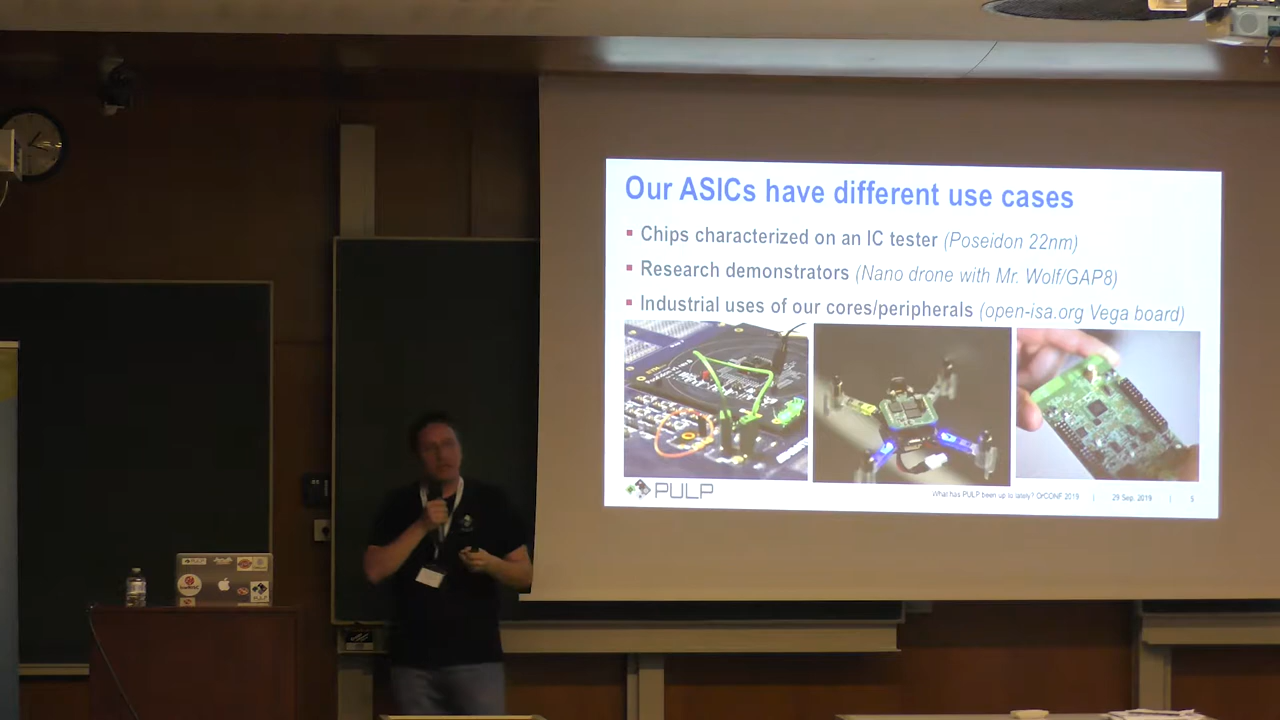 Our ASICs have different use cases
▪ Chips characterized on an IC tester (Poseidon 22nm)
▪ Research demonstrators (Nano drone with Mr. Wolf/GAP8)
▪ Industrial uses of our cores/peripherals (open-isa.org Vega board)
PULP
What has PULP been up to lately? OrCONF 2019 | 29 Sep. 2019 | 5